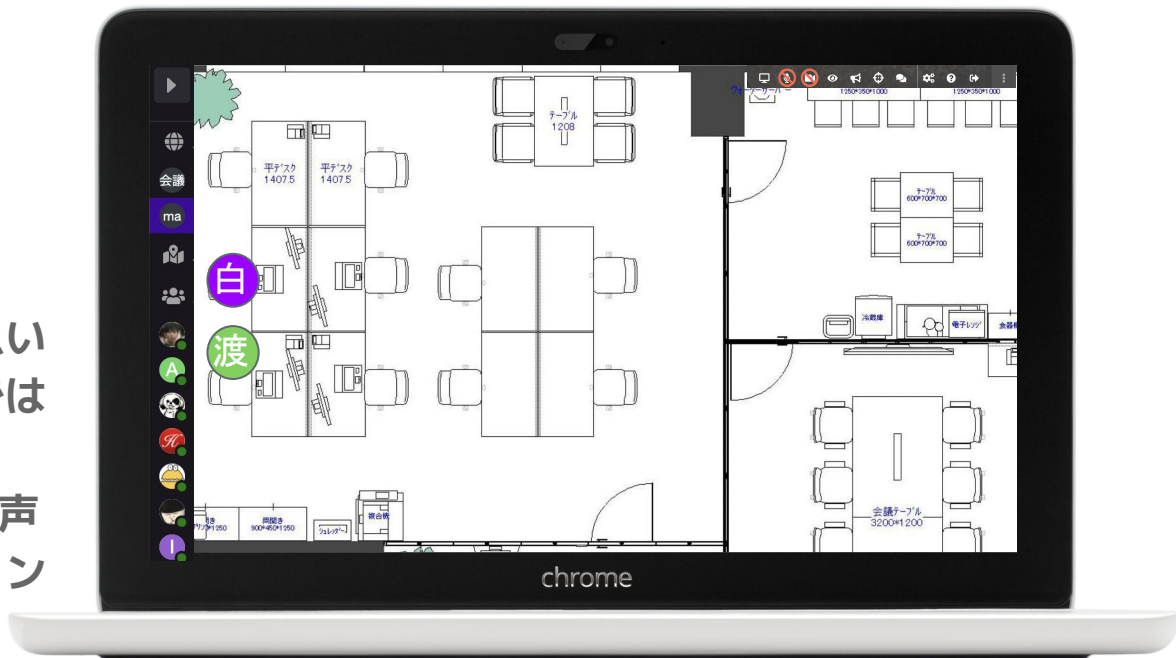 い
は
声
ン
会議
ma
白
渡
A
H
I
平デスク
1407.5
平デスク
1407.5
テーブル
1208
ウォーターサーバー
1250*350*1000
1250*350*1000
テーブル
600*700*700
テーブル
600*700*700
冷蔵庫
電子レンジ
食器棚
会議テーブル
3200*1200
両開き
900*450*1250
シュレッダー
複合機
chrome